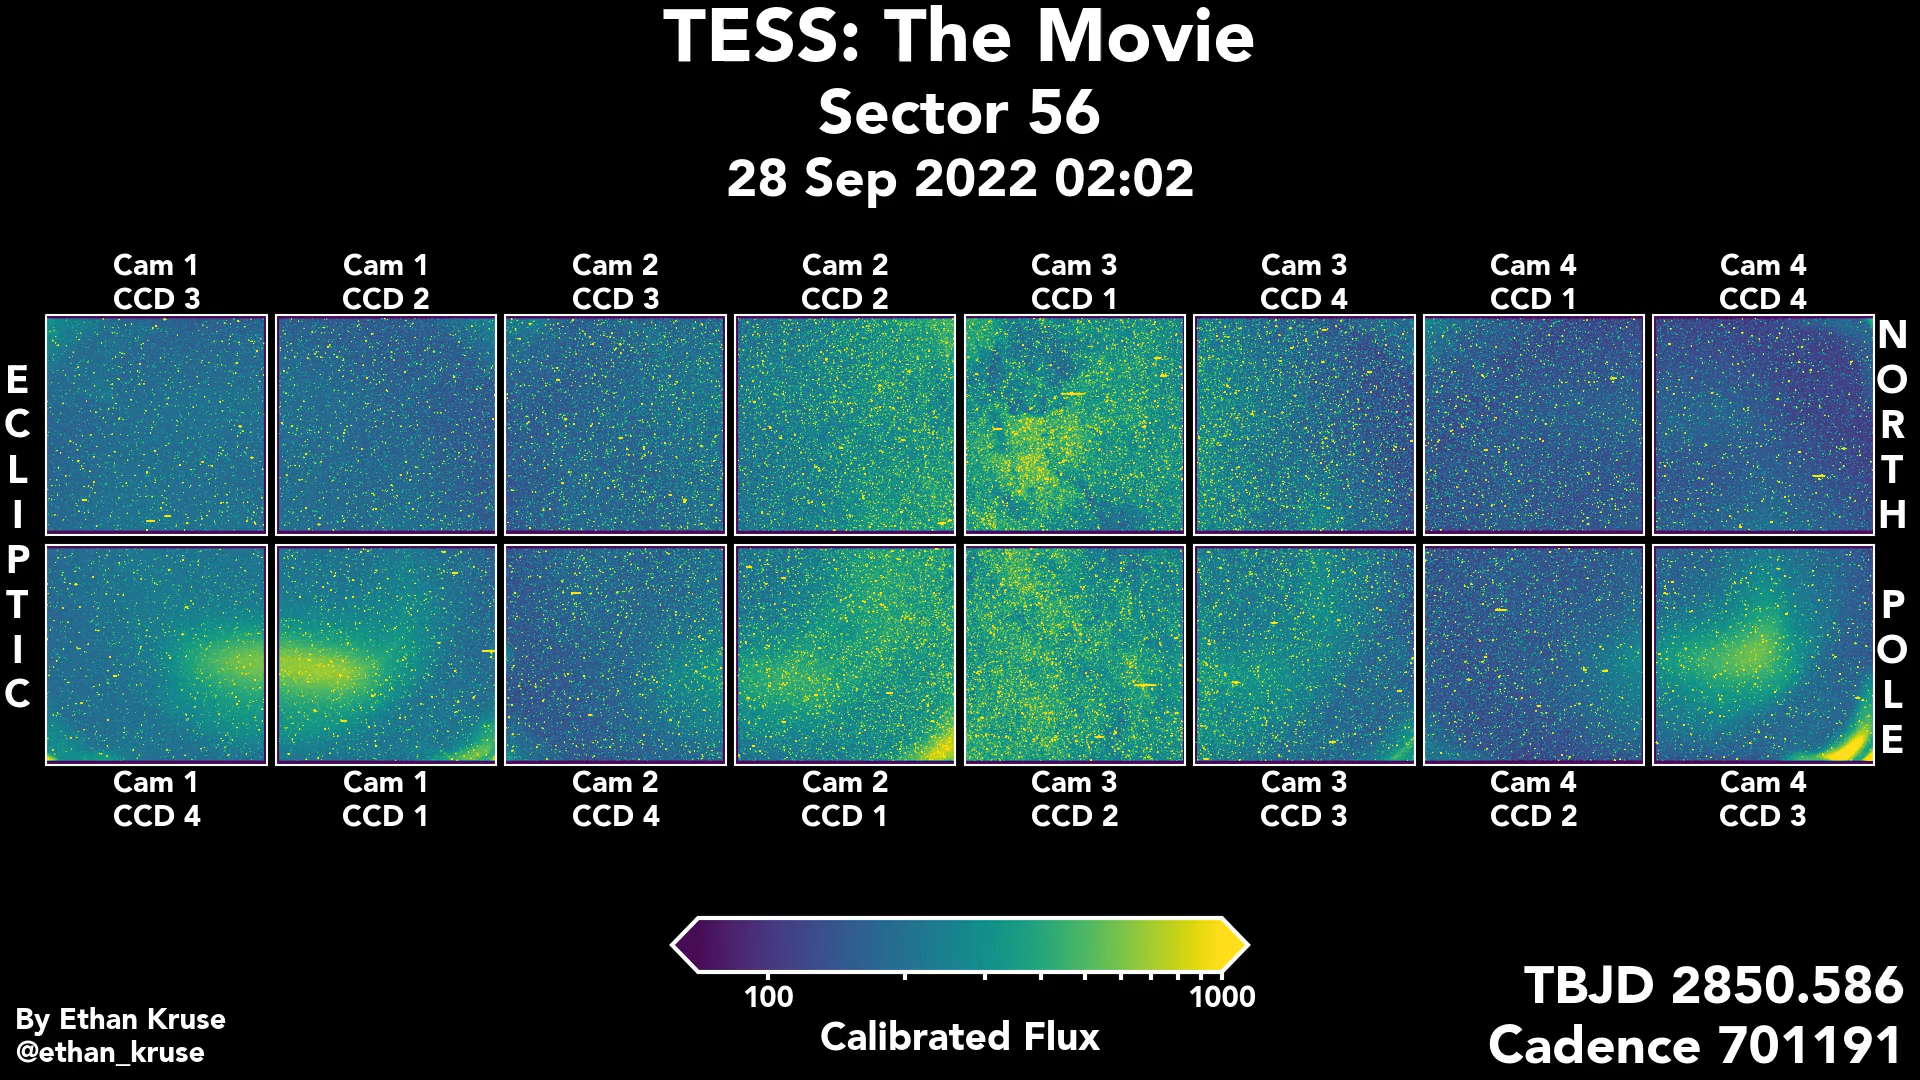 TESS: The Movie
Sector 56
28 Sep 2022 02:02
Cam 1 Cam 1 Cam 2 Cam 2 Cam 3 Cam 3 Cam 4 Cam 4
CCD 3 CCD 2 CCD 3 CCD 2 CCD 1 CCD 4 CCD 1 CCD 4
ECLIPTIC
NORTH POLE
Cam 1 Cam 1 Cam 2 Cam 2 Cam 3 Cam 3 Cam 4 Cam 4
CCD 4 CCD 1 CCD 4 CCD 1 CCD 2 CCD 3 CCD 2 CCD 3
100 1000
Calibrated Flux
By Ethan Kruse
@ethan_kruse
TBJD 2850.586
Cadence 701191